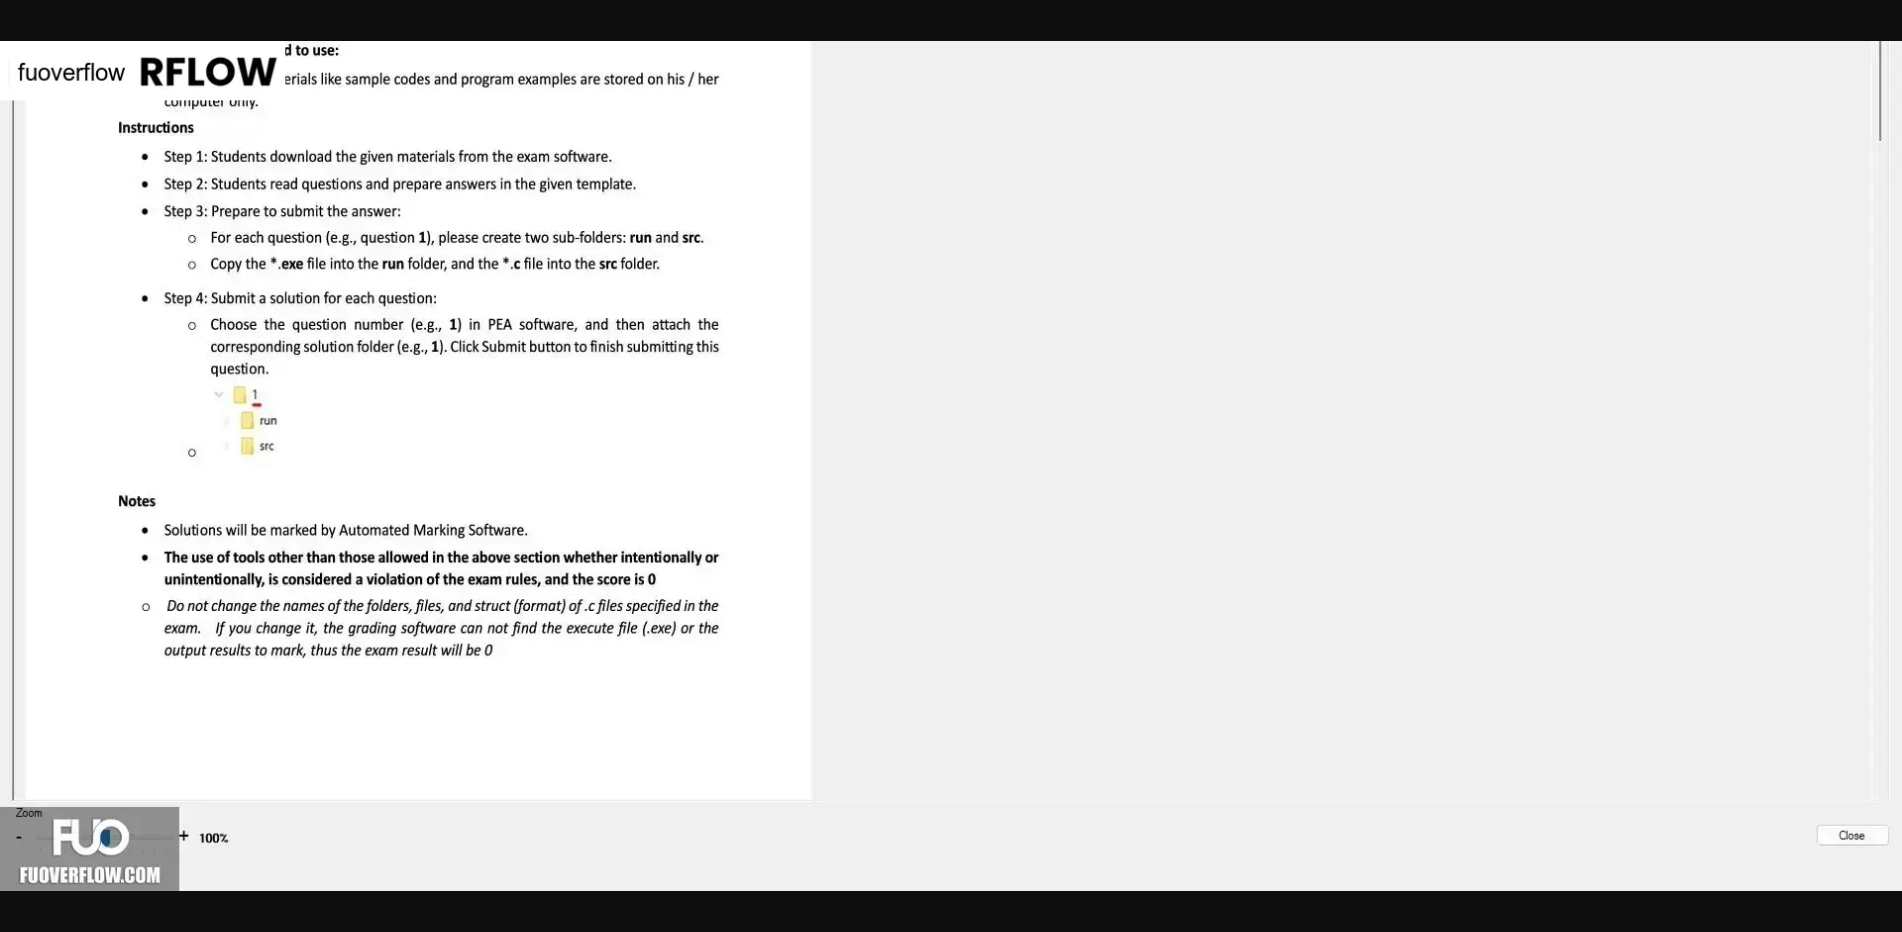 d to use:
fuoverflow RFLOW
erials like sample codes and program examples are stored on his / her
computer only.
Instructions
• Step 1: Students download the given materials from the exam software.
• Step 2: Students read questions and prepare answers in the given template.
• Step 3: Prepare to submit the answer:
o For each question (e.g., question 1), please create two sub-folders: run and src.
o Copy the *.exe file into the run folder, and the *.c file into the src folder.
• Step 4: Submit a solution for each question:
o Choose the question number (e.g., 1) in PEA software, and then attach the
corresponding solution folder (e.g., 1). Click Submit button to finish submitting this
question.
1
run
src
o
Notes
• Solutions will be marked by Automated Marking Software.
• The use of tools other than those allowed in the above section whether intentionally or
unintentionally, is considered a violation of the exam rules, and the score is 0
o Do not change the names of the folders, files, and struct (format) of .c files specified in the
exam. If you change it, the grading software can not find the execute file (.exe) or the
output results to mark, thus the exam result will be 0
Zoom
- + 100%
FUO
FUOVERFLOW.COM
Close